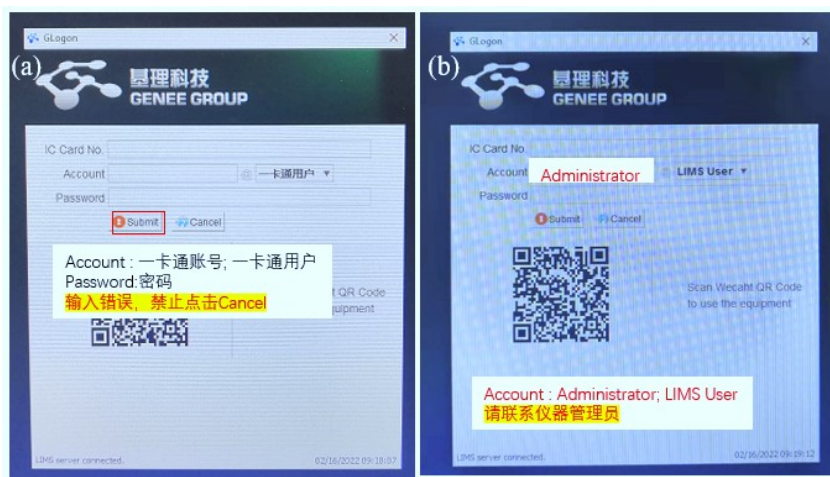 (a)
GLogon
基理科技
GENEE GROUP
IC Card No.
Account @ 一卡通用户
Password
Submit Cancel
Account : 一卡通账号; 一卡通用户
Password:密码
输入错误，禁止点击Cancel
QR Code
quipment
LIMS server connected.
02/16/2022 09:18:07
(b)
GLogon
基理科技
GENEE GROUP
IC Card No.
Account Administrator @ LIMS User
Password
Submit Cancel
Scan Wecaht QR Code
to use the equipment
Account : Administrator; LIMS User
请联系仪器管理员
LIMS server connected.
02/16/2022 09:19:12